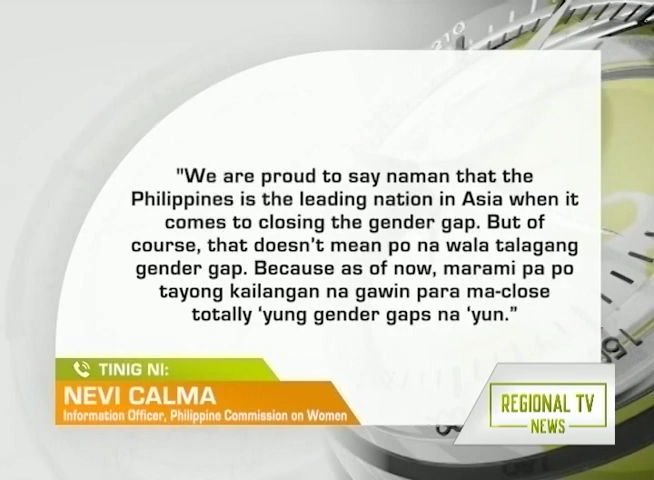 "We are proud to say naman that the
Philippines is the leading nation in Asia when it
comes to closing the gender gap. But of
course, that doesn't mean po na wala talagang
gender gap. Because as of now, marami pa po
tayong kailangan na gawin para ma-close
totally 'yung gender gaps na 'yun."
TINIG NI:
NEVI CALMA
Information Officer, Philippine Commission on Women
REGIONAL TV
NEWS
210
150